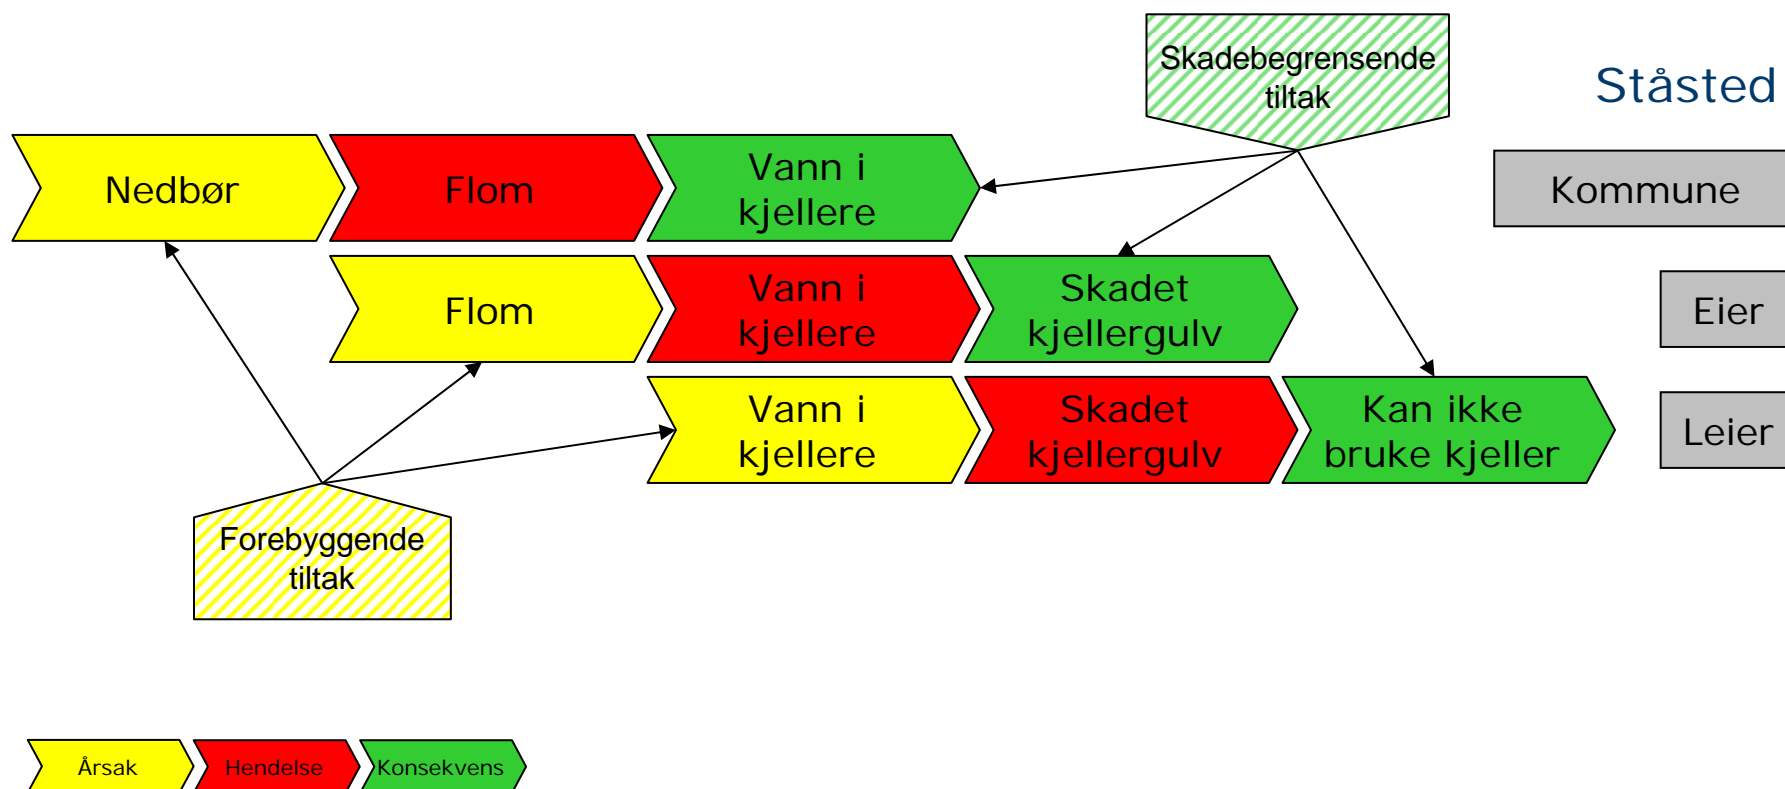 Skadebegrensende
tiltak
Ståsted
Nedbør
Flom
Vann i
kjellere
Kommune
Flom
Vann i
kjellere
Skadet
kjellergulv
Eier
Vann i
kjellere
Skadet
kjellergulv
Kan ikke
bruke kjeller
Leier
Forebyggende
tiltak
Årsak
Hendelse
Konsekvens